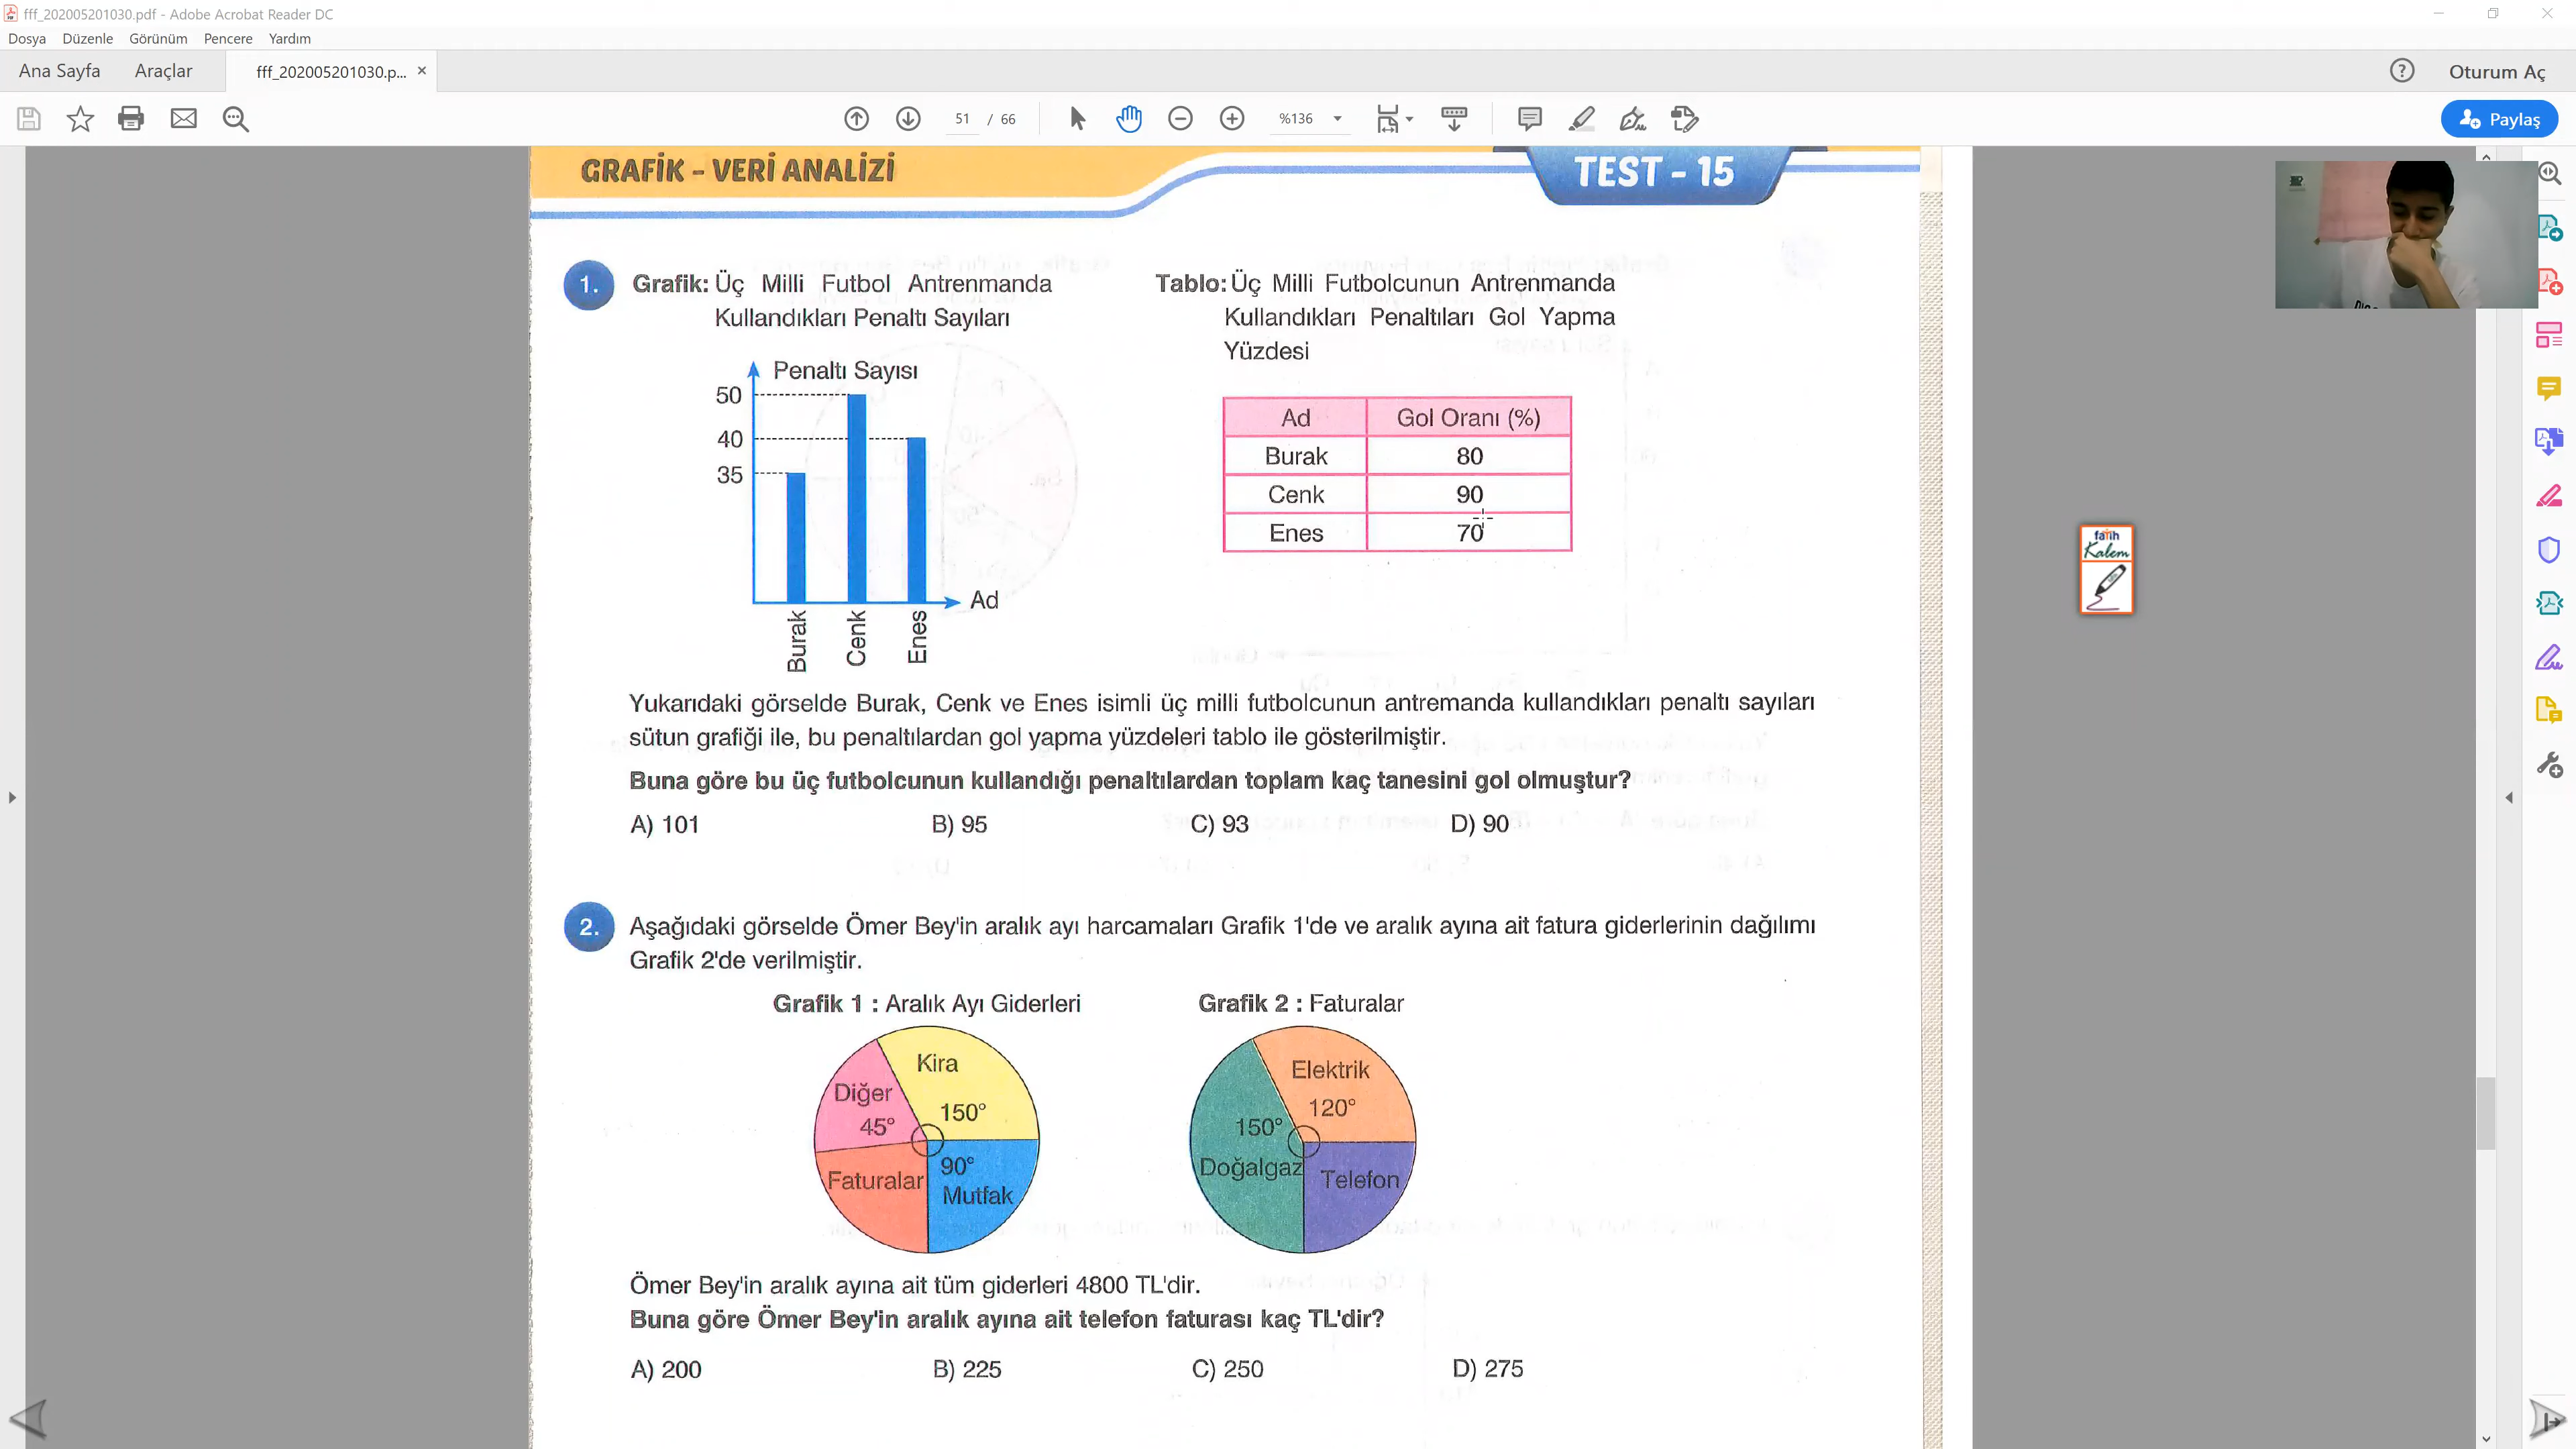 fff_202005201030.pdf - Adobe Acrobat Reader DC
Dosya Düzenle Görünüm Pencere Yardım
Ana Sayfa Araçlar fff_202005201030.p... × Oturum Aç
51 / 66 %136 Paylaş
GRAFİK - VERİ ANALİZİ TEST - 15
1. Grafik: Üç Milli Futbol Antrenmanda
Kullandıkları Penaltı Sayıları
Penaltı Sayısı
50
40
35
Ad
Burak Cenk Enes
Tablo: Üç Milli Futbolcunun Antrenmanda
Kullandıkları Penaltıları Gol Yapma
Yüzdesi
Ad Gol Oranı (%)
Burak 80
Cenk 90
Enes 70
fatih
Kalem
Yukarıdaki görselde Burak, Cenk ve Enes isimli üç milli futbolcunun antremanda kullandıkları penaltı sayıları
sütun grafiği ile, bu penaltılardan gol yapma yüzdeleri tablo ile gösterilmiştir.
Buna göre bu üç futbolcunun kullandığı penaltılardan toplam kaç tanesini gol olmuştur?
A) 101 B) 95 C) 93 D) 90
2. Aşağıdaki görselde Ömer Bey'in aralık ayı harcamaları Grafik 1'de ve aralık ayına ait fatura giderlerinin dağılımı
Grafik 2'de verilmiştir.
Grafik 1 : Aralık Ayı Giderleri
Kira
150°
Diğer
45°
90°
Faturalar
Mutfak
Grafik 2 : Faturalar
Elektrik
120°
150°
Doğalgaz
Telefon
Ömer Bey'in aralık ayına ait tüm giderleri 4800 TL'dir.
Buna göre Ömer Bey'in aralık ayına ait telefon faturası kaç TL'dir?
A) 200 B) 225 C) 250 D) 275